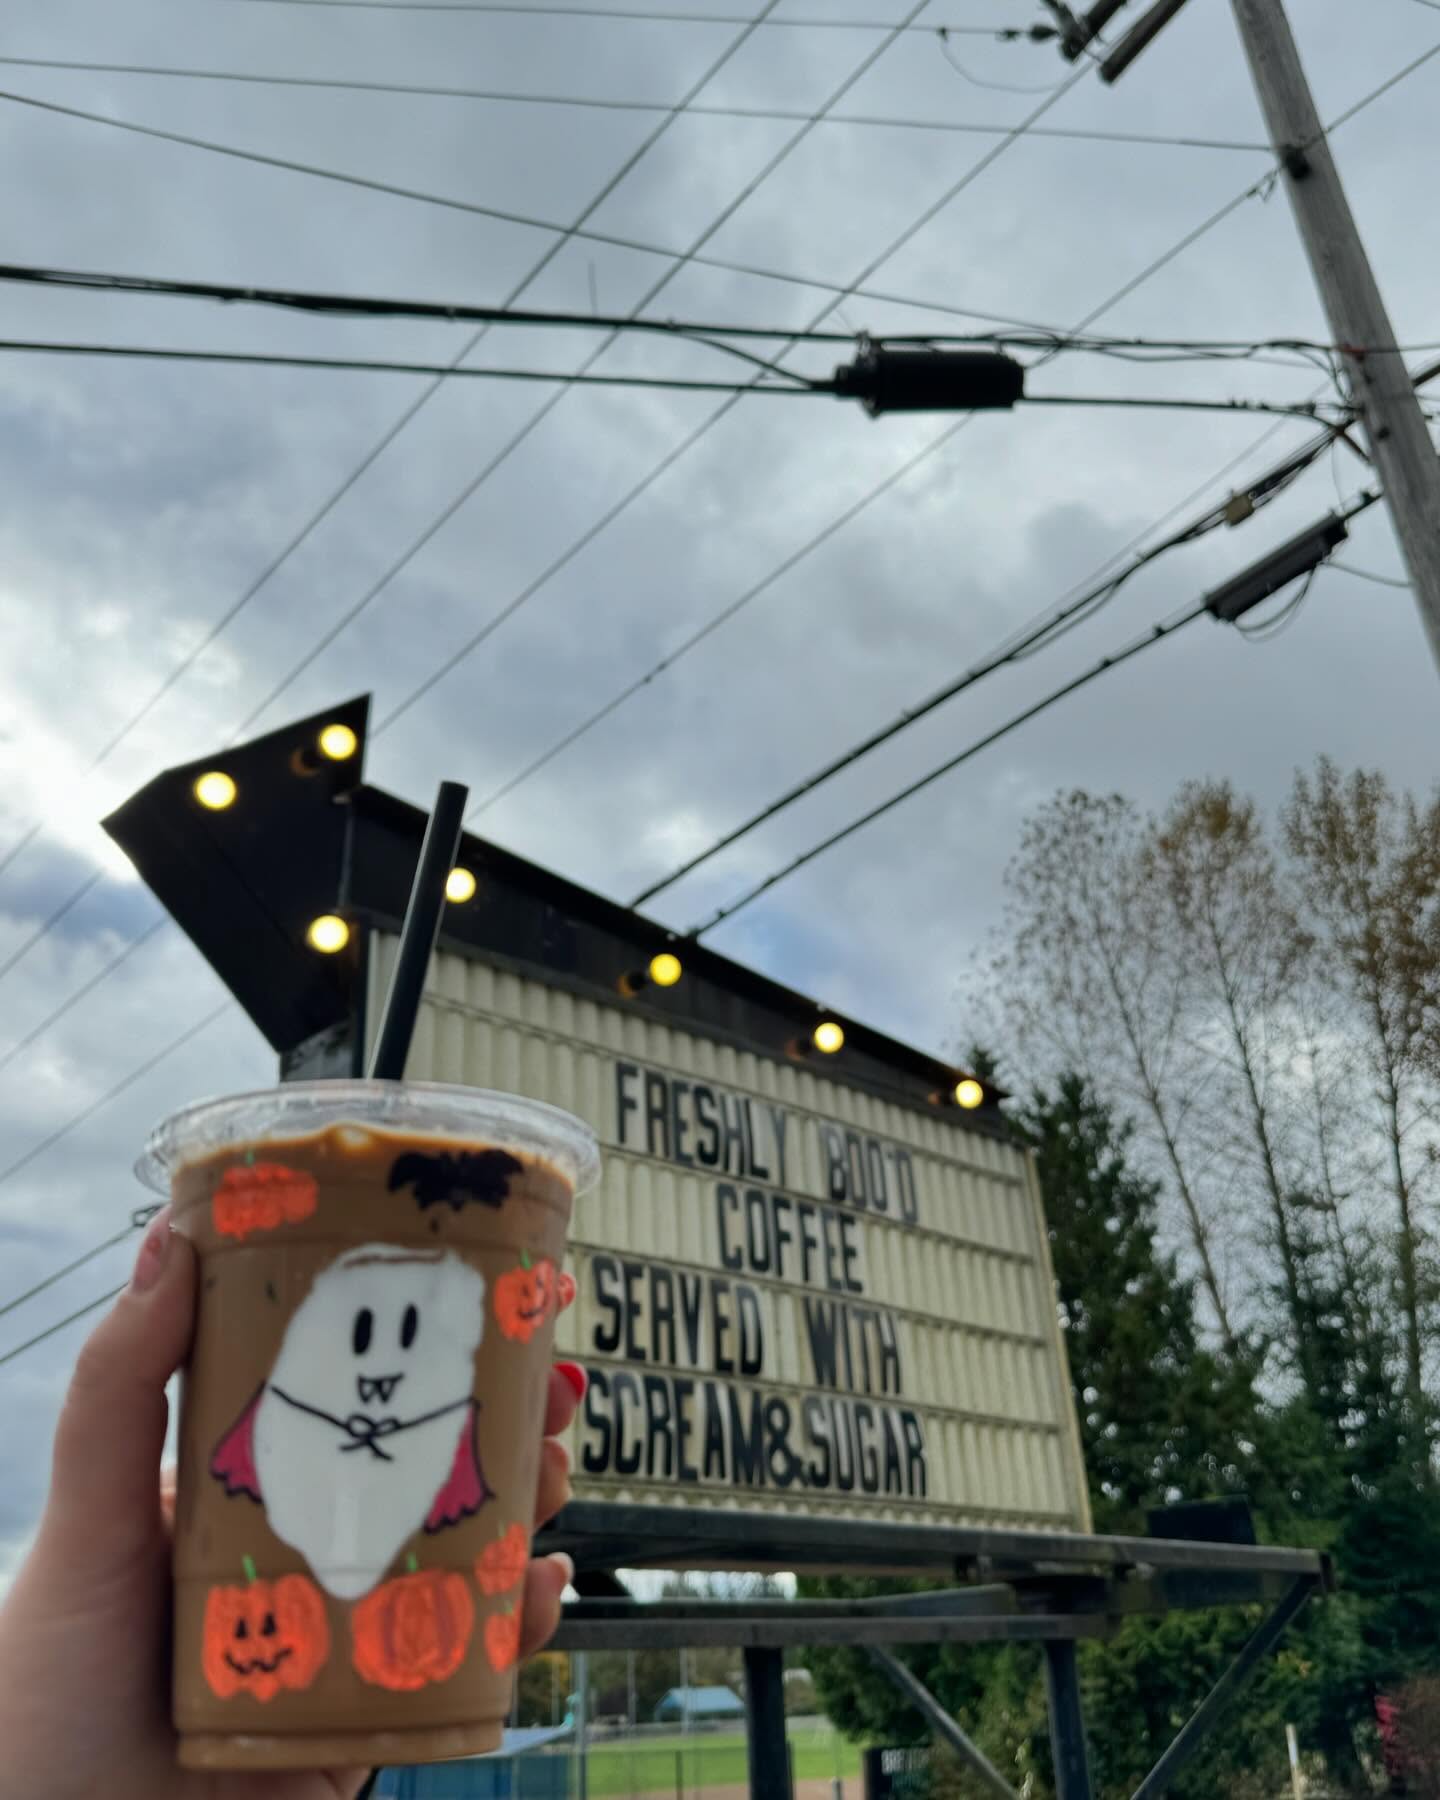 FRESHLY BOO'D
COFFEE
SERVED WITH
SCREAM&SUGAR